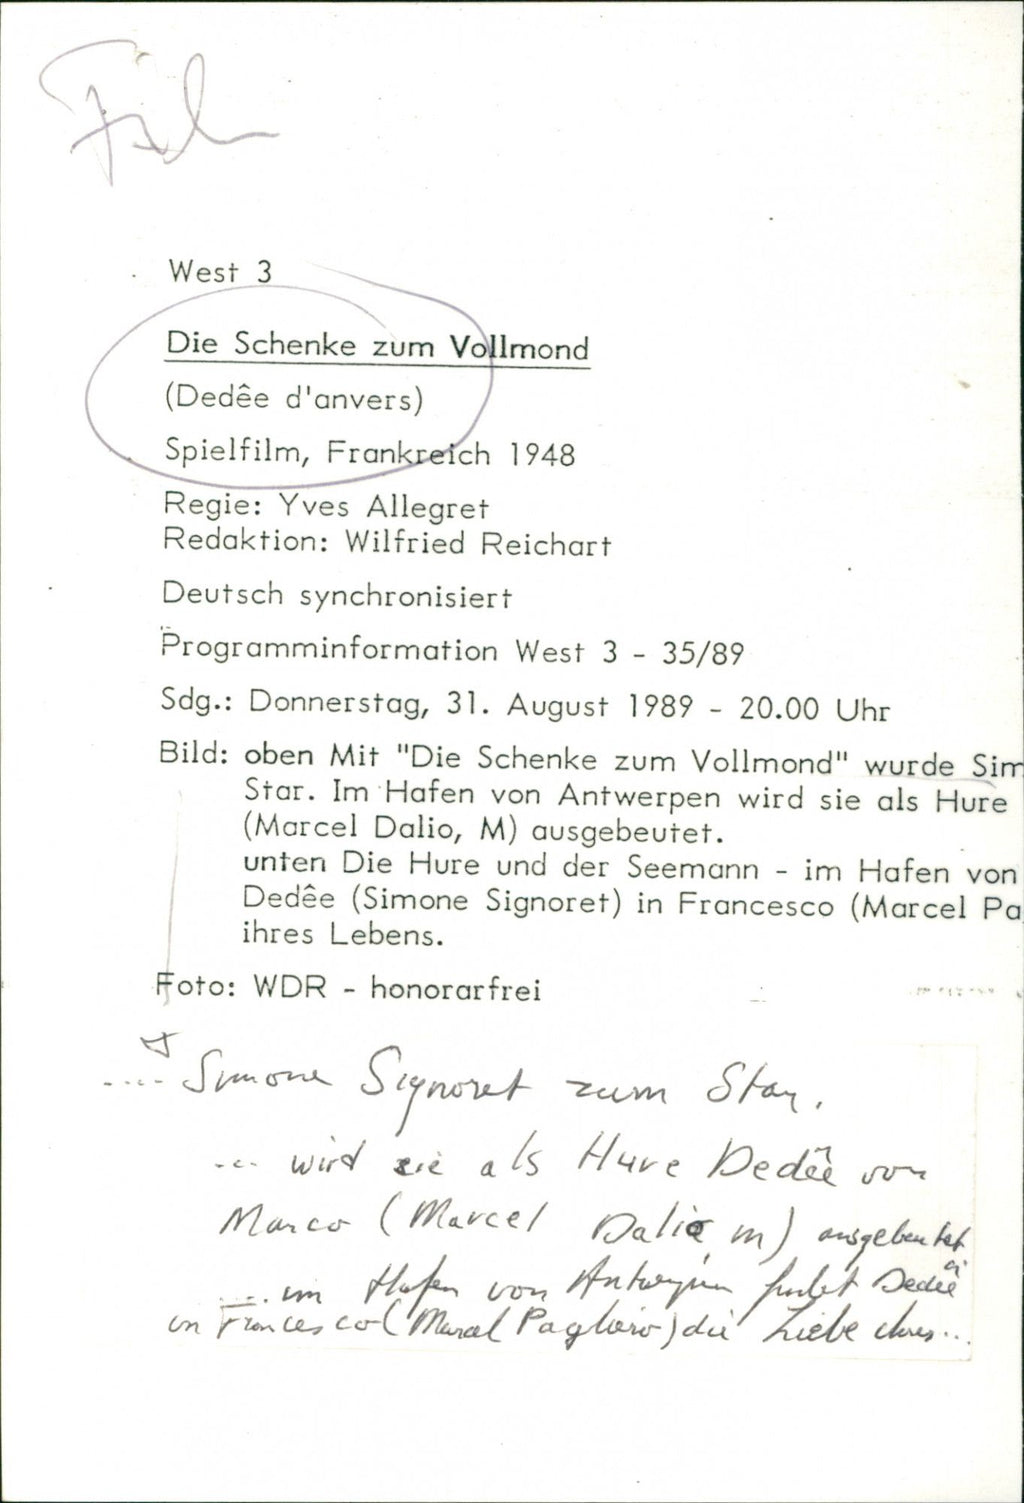 Film
West 3
Die Schenke zum Vollmond
(Dedêe d'anvers)
Spielfilm, Frankreich 1948
Regie: Yves Allegret
Redaktion: Wilfried Reichart
Deutsch synchronisiert
Programminformation West 3 - 35/89
Sdg.: Donnerstag, 31. August 1989 - 20.00 Uhr
Bild: oben Mit "Die Schenke zum Vollmond" wurde Sim
Star. Im Hafen von Antwerpen wird sie als Hure
(Marcel Dalio, M) ausgebeutet.
unten Die Hure und der Seemann - im Hafen von
Dedêe (Simone Signoret) in Francesco (Marcel Pa
ihres Lebens.
Foto: WDR - honorarfrei
.... Simone Signoret zum Star.
... wird sie als Hure Dedêe von
Marco (Marcel Dalio, m) ausgebeutet
.... im Hafen von Antwerpen findet Dedêe
in Francesco (Marcel Pagliero) die Liebe ihres...